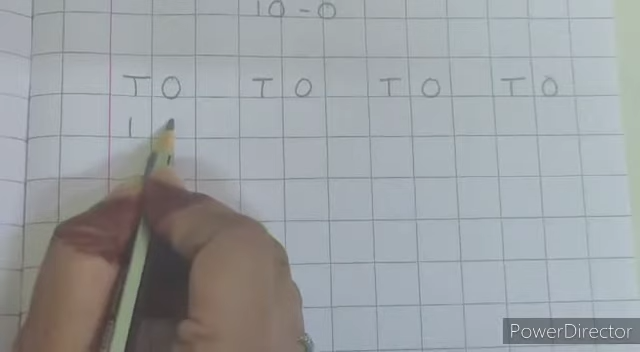 10 - 0
T O T O T O T O
1
PowerDirector